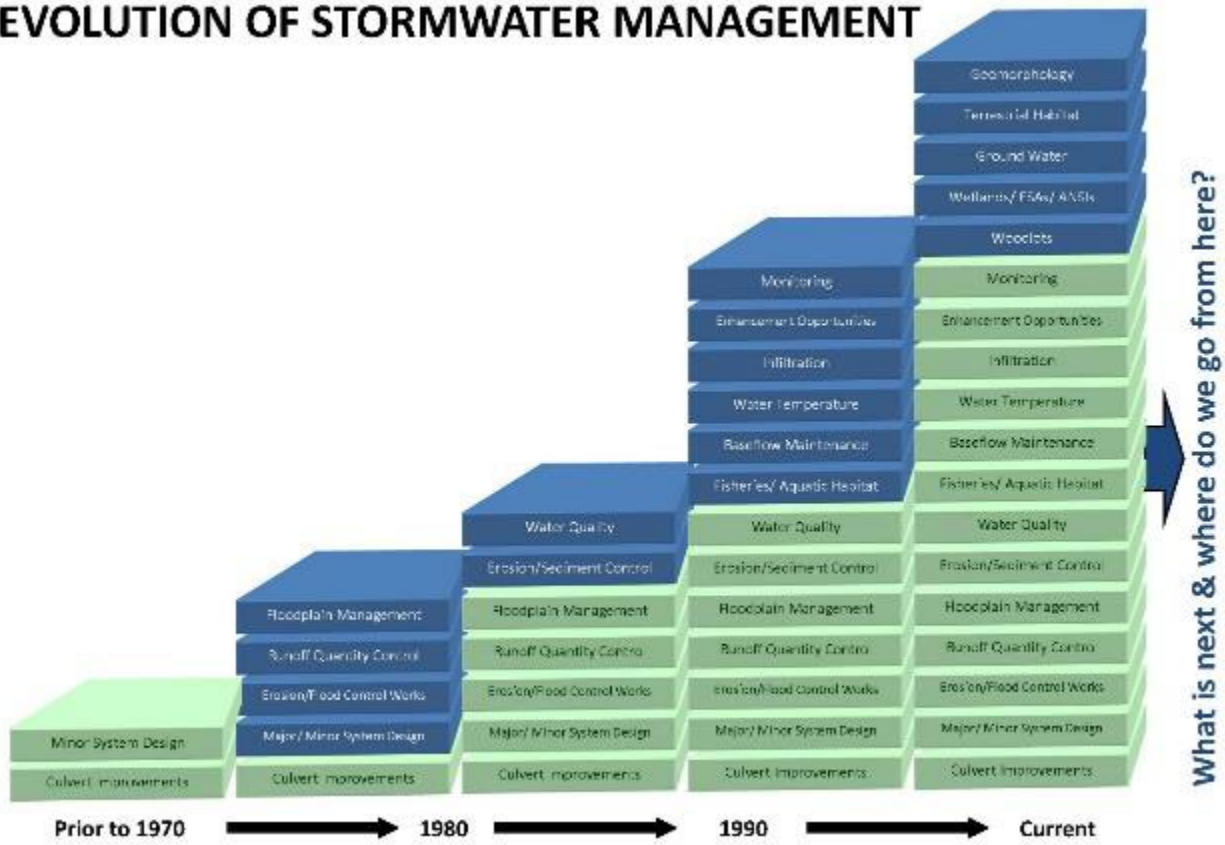 EVOLUTION OF STORMWATER MANAGEMENT
Minor System Design
Culvert Improvements
Floodplain Management
Runoff Quantity Control
Erosion/Flood Control Works
Major/ Minor System Design
Culvert Improvements
Water Quality
Erosion/Sediment Control
Floodplain Management
Runoff Quantity Contro
Erosion/Flood Control Works
Major/ Minor System Design
Culvert Improvements
Monitoring
Enhancement Opportunities
Infiltration
Water Temperature
Baseflow Maintenance
Fisheries/ Aquatic Habitat
Water Quality
Erosion/Sediment Control
Floodplain Management
Runoff Quantity Contro
Erosion/Flood Control Works
Major/ Minor System Design
Culvert Improvements
Geomorphology
Terrestrial Habitat
Ground Water
Wetlands/ ESAs/ ANSIs
Woodlots
Monitoring
Enhancement Opportunities
Infiltration
Water Temperature
Baseflow Maintenance
Fisheries/ Aquatic Habitat
Water Quality
Erosion/Sediment Control
Floodplain Management
Runoff Quantity Contro
Erosion/Flood Control Works
Major/ Minor System Design
Culvert Improvements
What is next & where do we go from here?
Prior to 1970
1980
1990
Current